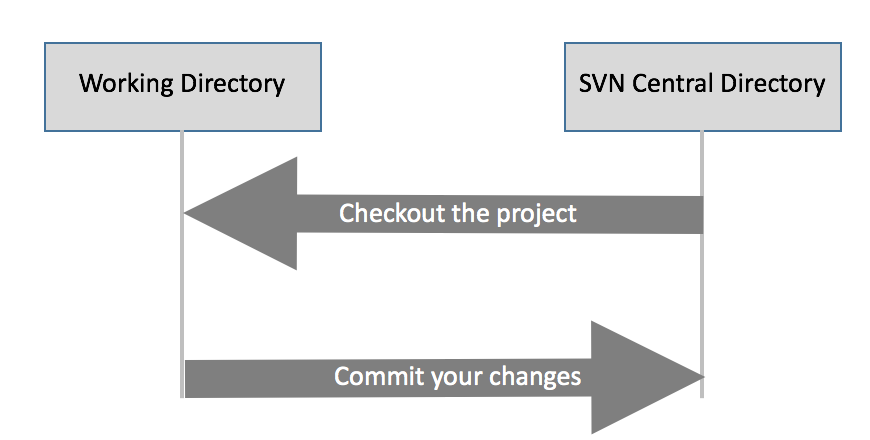 Working Directory
SVN Central Directory
Checkout the project
Commit your changes